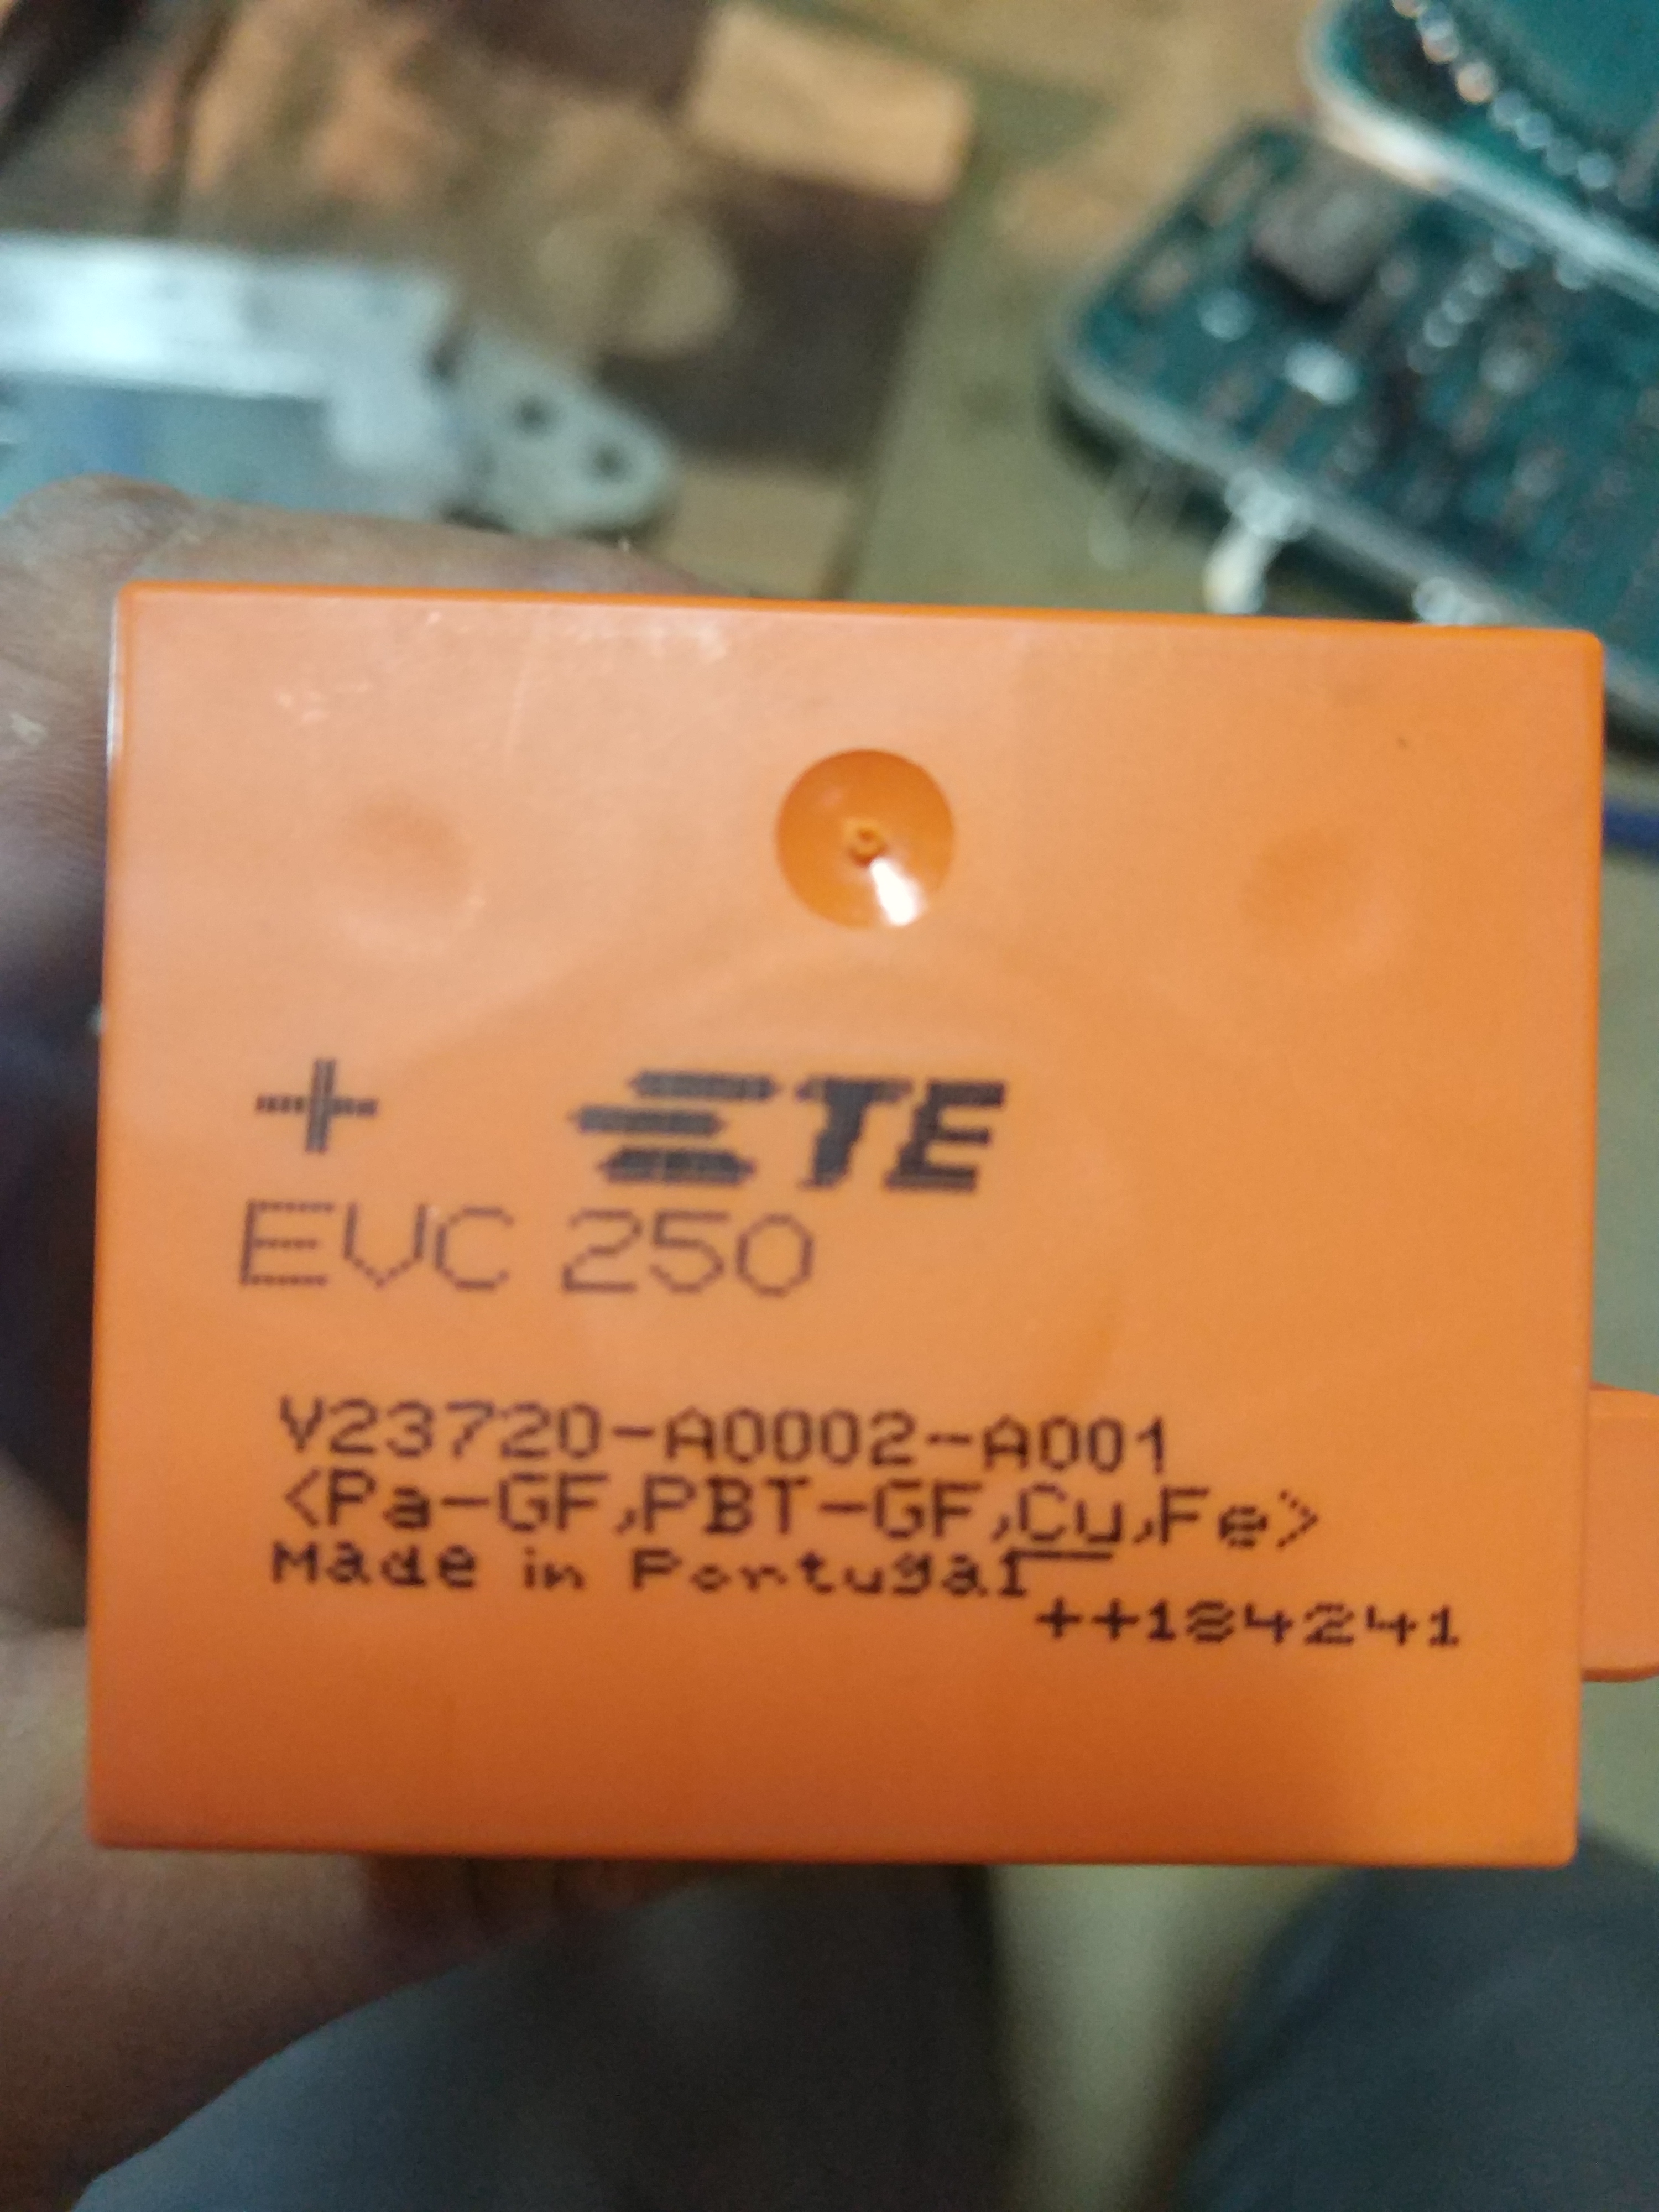 + TE
EVC 250
V23720-A0002-A001
<Pa-GF,PBT-GF,Cu,Fe>
Made in Portugal
++184241